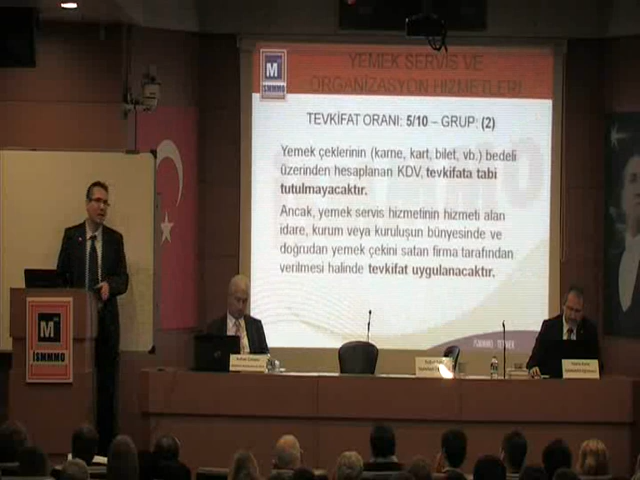 YEMEK SERVİS VE
ORGANİZASYON HİZMETLERİ
M
İSMMMO
TEVKİFAT ORANI: 5/10 – GRUP: (2)
Yemek çeklerinin (karne, kart, bilet, vb.) bedeli
üzerinden hesaplanan KDV, tevkifata tabi
tutulmayacaktır.
Ancak, yemek servis hizmetinin hizmeti alan
idare, kurum veya kuruluşun bünyesinde ve
doğrudan yemek çekini satan firma tarafından
verilmesi halinde tevkifat uygulanacaktır.
M
İSMMMO